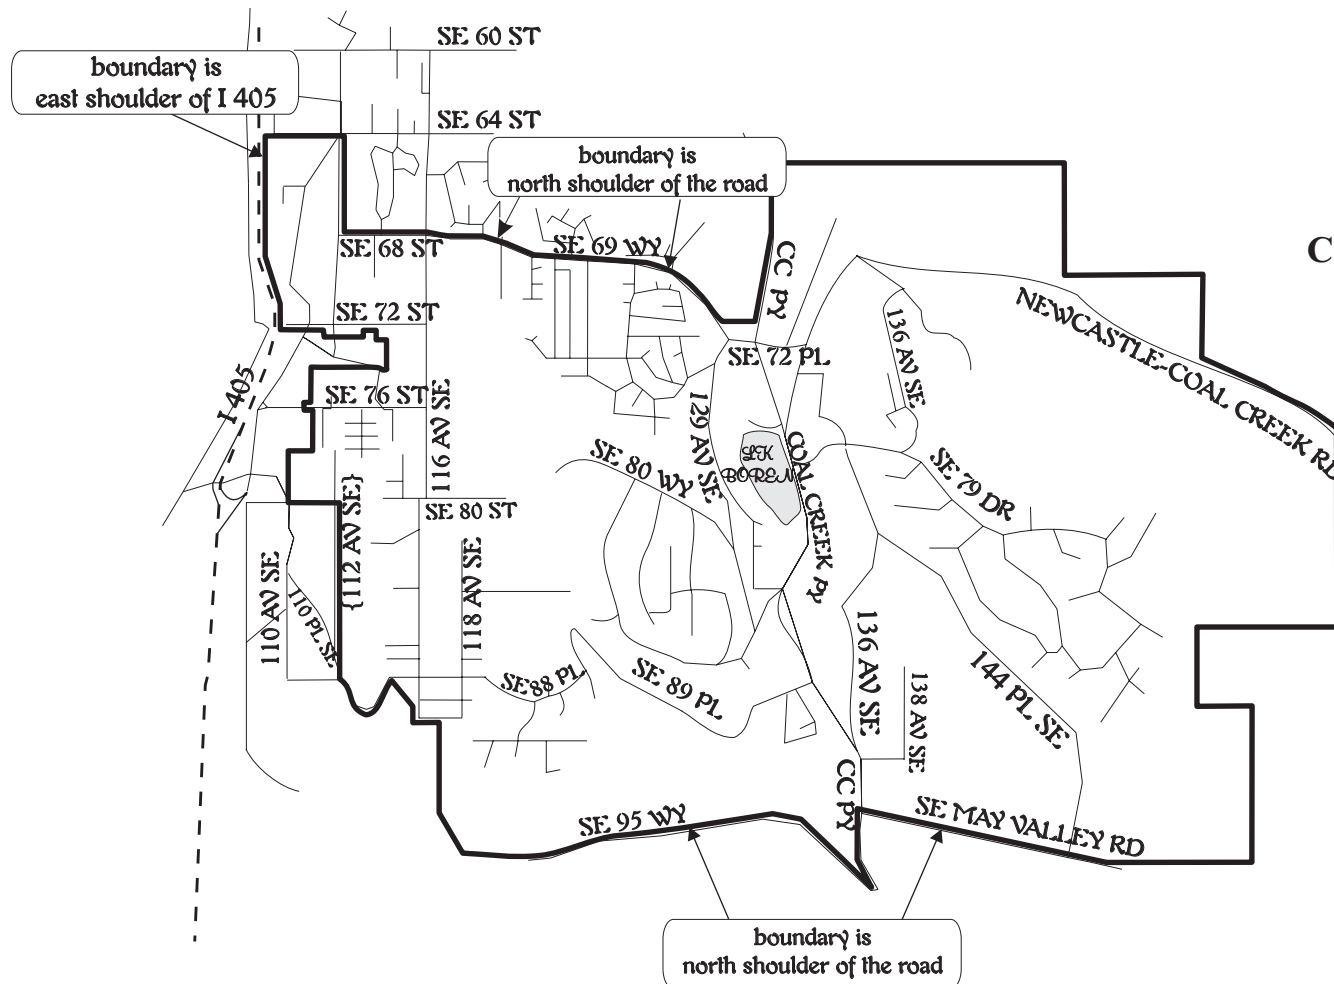 SE 60 ST
boundary is
east shoulder of I 405
SE 64 ST
boundary is
north shoulder of the road
SE 68 ST
SE 69 WY
CC PY
C
SE 72 ST
SE 72 PL
136 AV SE
NEWCASTLE-COAL CREEK RD
I 405
SE 76 ST
116 AV SE
129 AV SE
LK
BOREN
COAL CREEK PY
SE 80 WY
SE 79 DR
SE 80 ST
{112 AV SE}
110 AV SE
110 PL SE
118 AV SE
SE 88 PL
SE 89 PL
136 AV SE
138 AV SE
144 PL SE
CC PY
SE 95 WY
SE MAY VALLEY RD
boundary is
north shoulder of the road